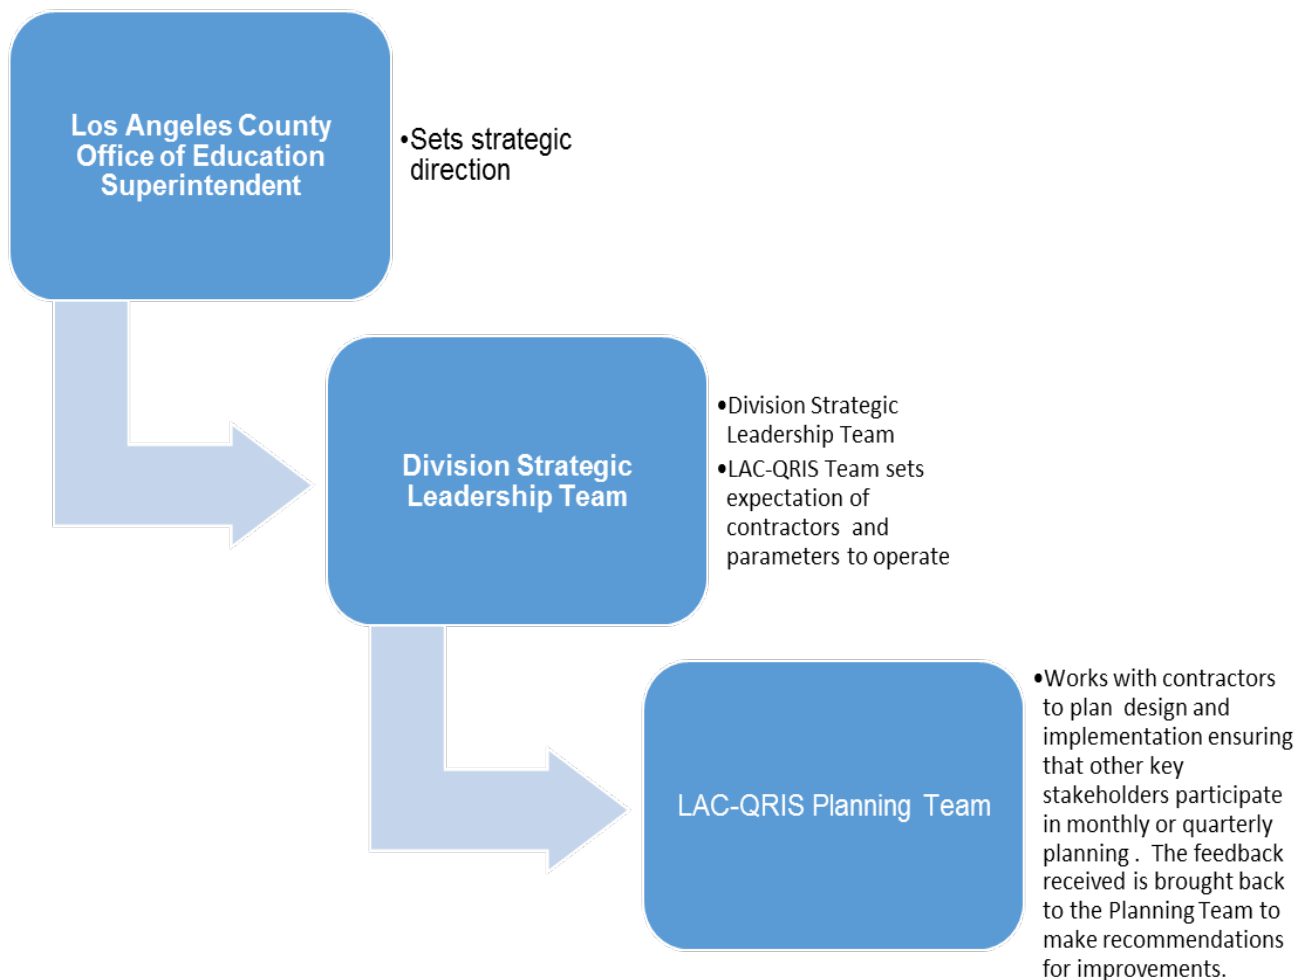 Los Angeles County
Office of Education
Superintendent
•Sets strategic
direction
Division Strategic
Leadership Team
•Division Strategic
Leadership Team
•LAC-QRIS Team sets
expectation of
contractors and
parameters to operate
LAC-QRIS Planning Team
•Works with contractors
to plan design and
implementation ensuring
that other key
stakeholders participate
in monthly or quarterly
planning . The feedback
received is brought back
to the Planning Team to
make recommendations
for improvements.